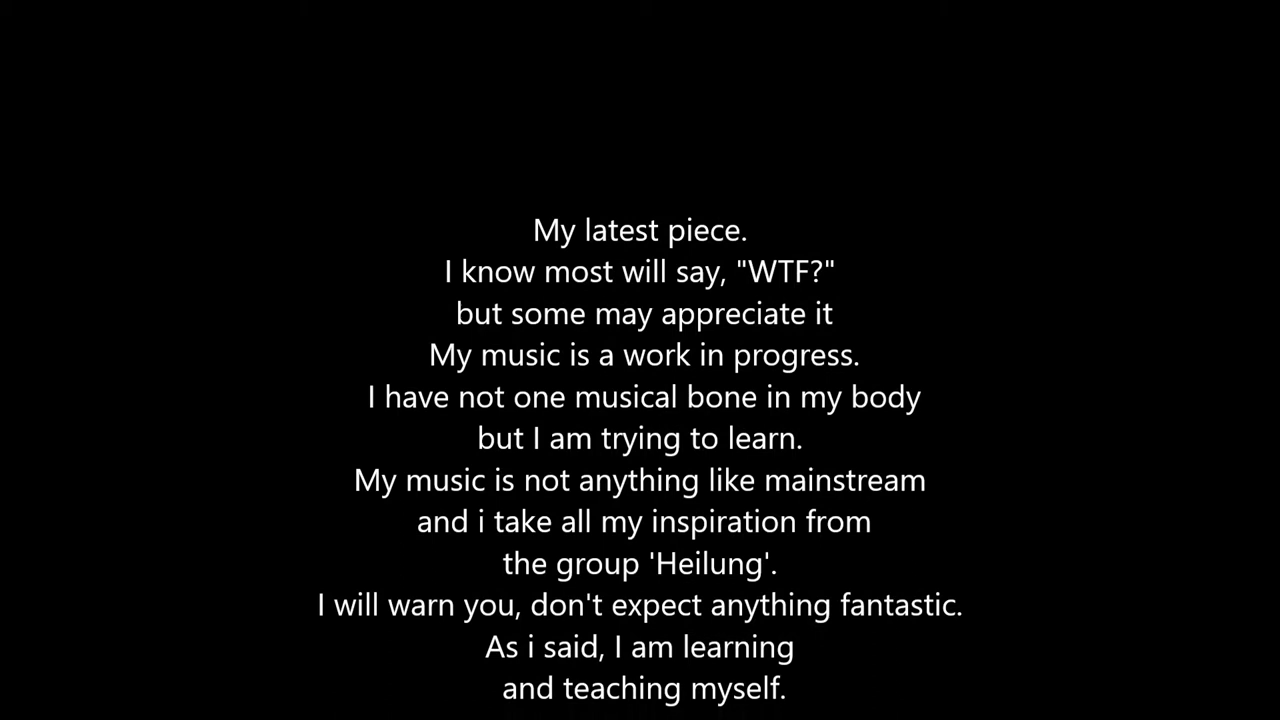 My latest piece.
I know most will say, "WTF?"
but some may appreciate it
My music is a work in progress.
I have not one musical bone in my body
but I am trying to learn.
My music is not anything like mainstream
and i take all my inspiration from
the group 'Heilung'.
I will warn you, don't expect anything fantastic.
As i said, I am learning
and teaching myself.